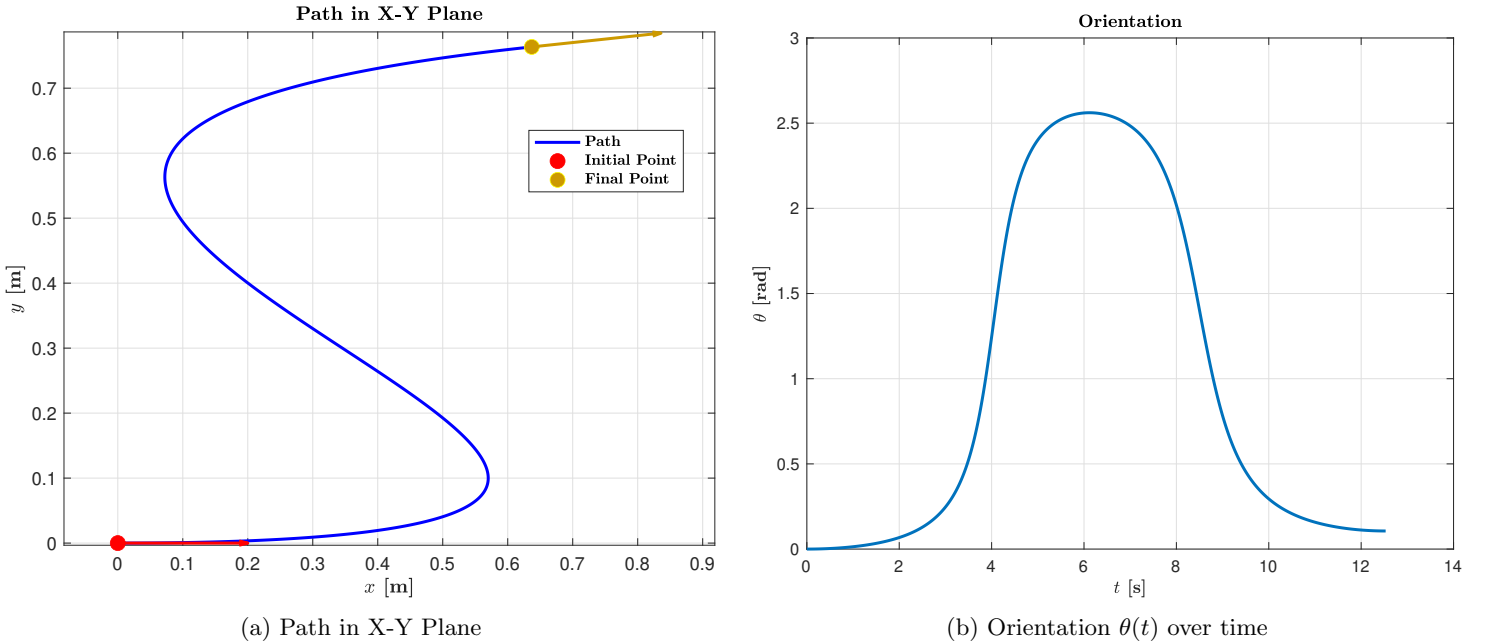 Path in X-Y Plane
0.7
0.6
0.5
0.4
0.3
0.2
0.1
0
y [m]
Path
Initial Point
Final Point
0 0.1 0.2 0.3 0.4 0.5 0.6 0.7 0.8 0.9
x [m]
(a) Path in X-Y Plane
Orientation
3
2.5
2
1.5
1
0.5
0
θ [rad]
0 2 4 6 8 10 12 14
t [s]
(b) Orientation θ(t) over time